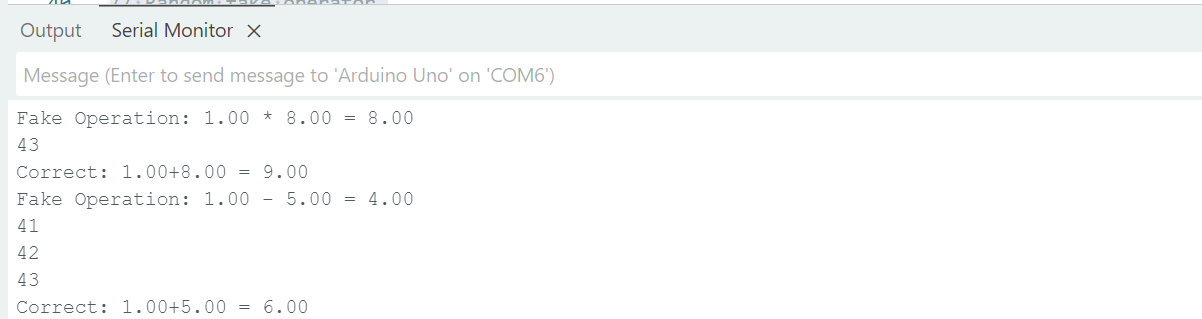 Output Serial Monitor
Message (Enter to send message to 'Arduino Uno' on 'COM6')
Fake Operation: 1.00 * 8.00 = 8.00
43
Correct: 1.00+8.00 = 9.00
Fake Operation: 1.00 - 5.00 = 4.00
41
42
43
Correct: 1.00+5.00 = 6.00